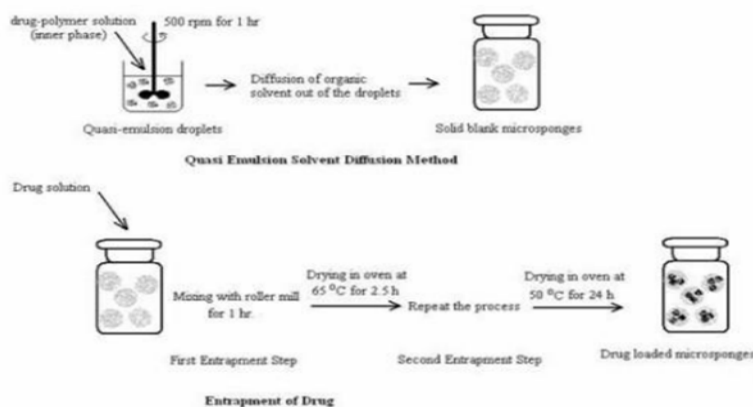 drug-polymer solution
(inner phase)
500 rpm for 1 hr
Diffusion of organic
solvent out of the droplets
Quasi-emulsion droplets
Solid blank microsponges
Quasi Emulsion Solvent Diffusion Method
Drug solution
Mixing with roller mill
for 1 hr.
Drying in oven at
65 °C for 2.5 h
Repeat the process
Drying in oven at
50 °C for 24 h
First Entrapment Step
Second Entrapment Step
Drug loaded microsponges
Entrapment of Drug